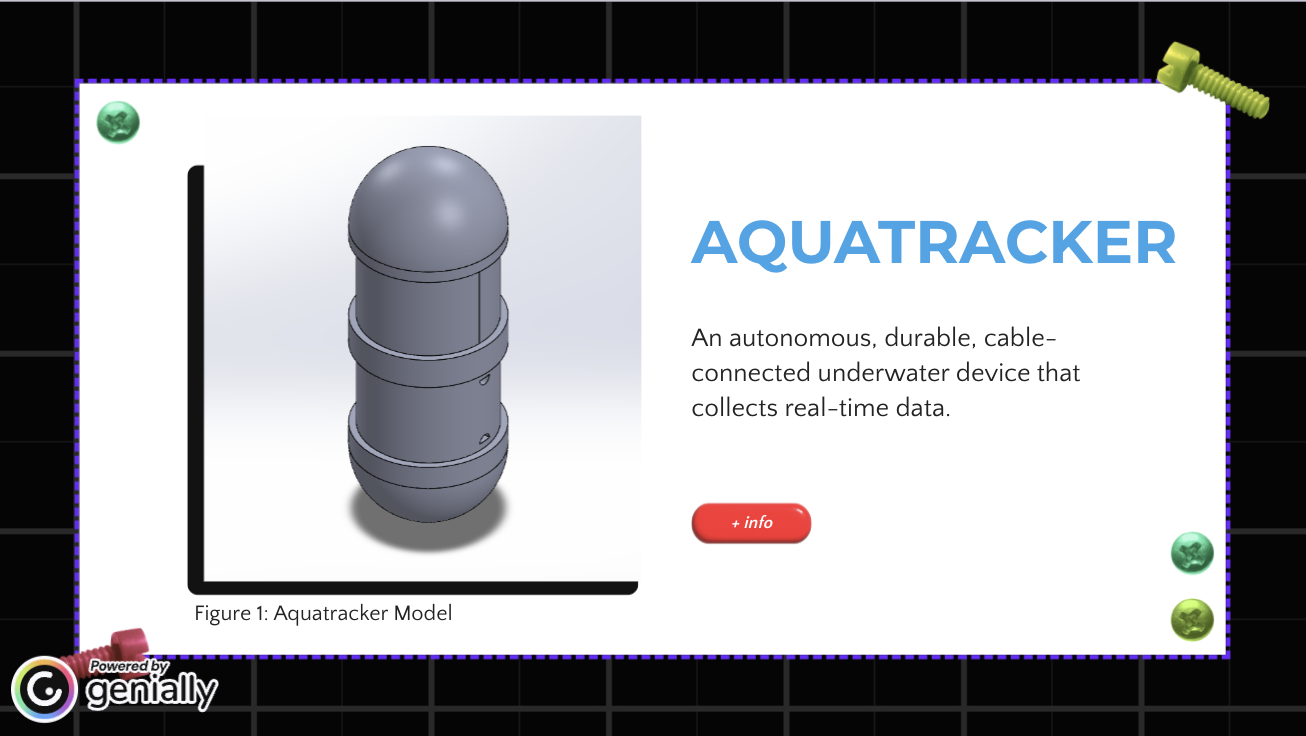 AQUATRACKER
An autonomous, durable, cable-
connected underwater device that
collects real-time data.
+ info
Figure 1: Aquatracker Model
Powered by
genially